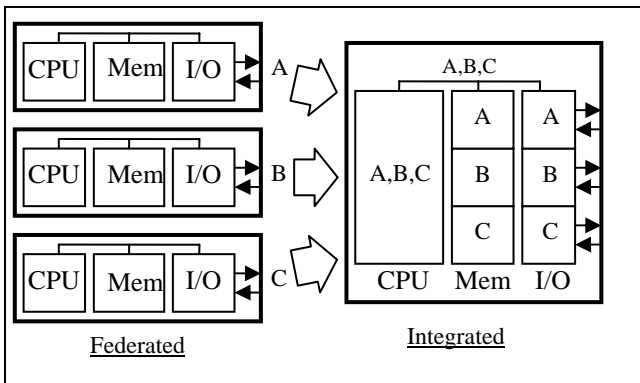 CPU Mem I/O A
CPU Mem I/O B
CPU Mem I/O C
Federated
A,B,C
A,B,C
A A
B B
C C
CPU Mem I/O
Integrated